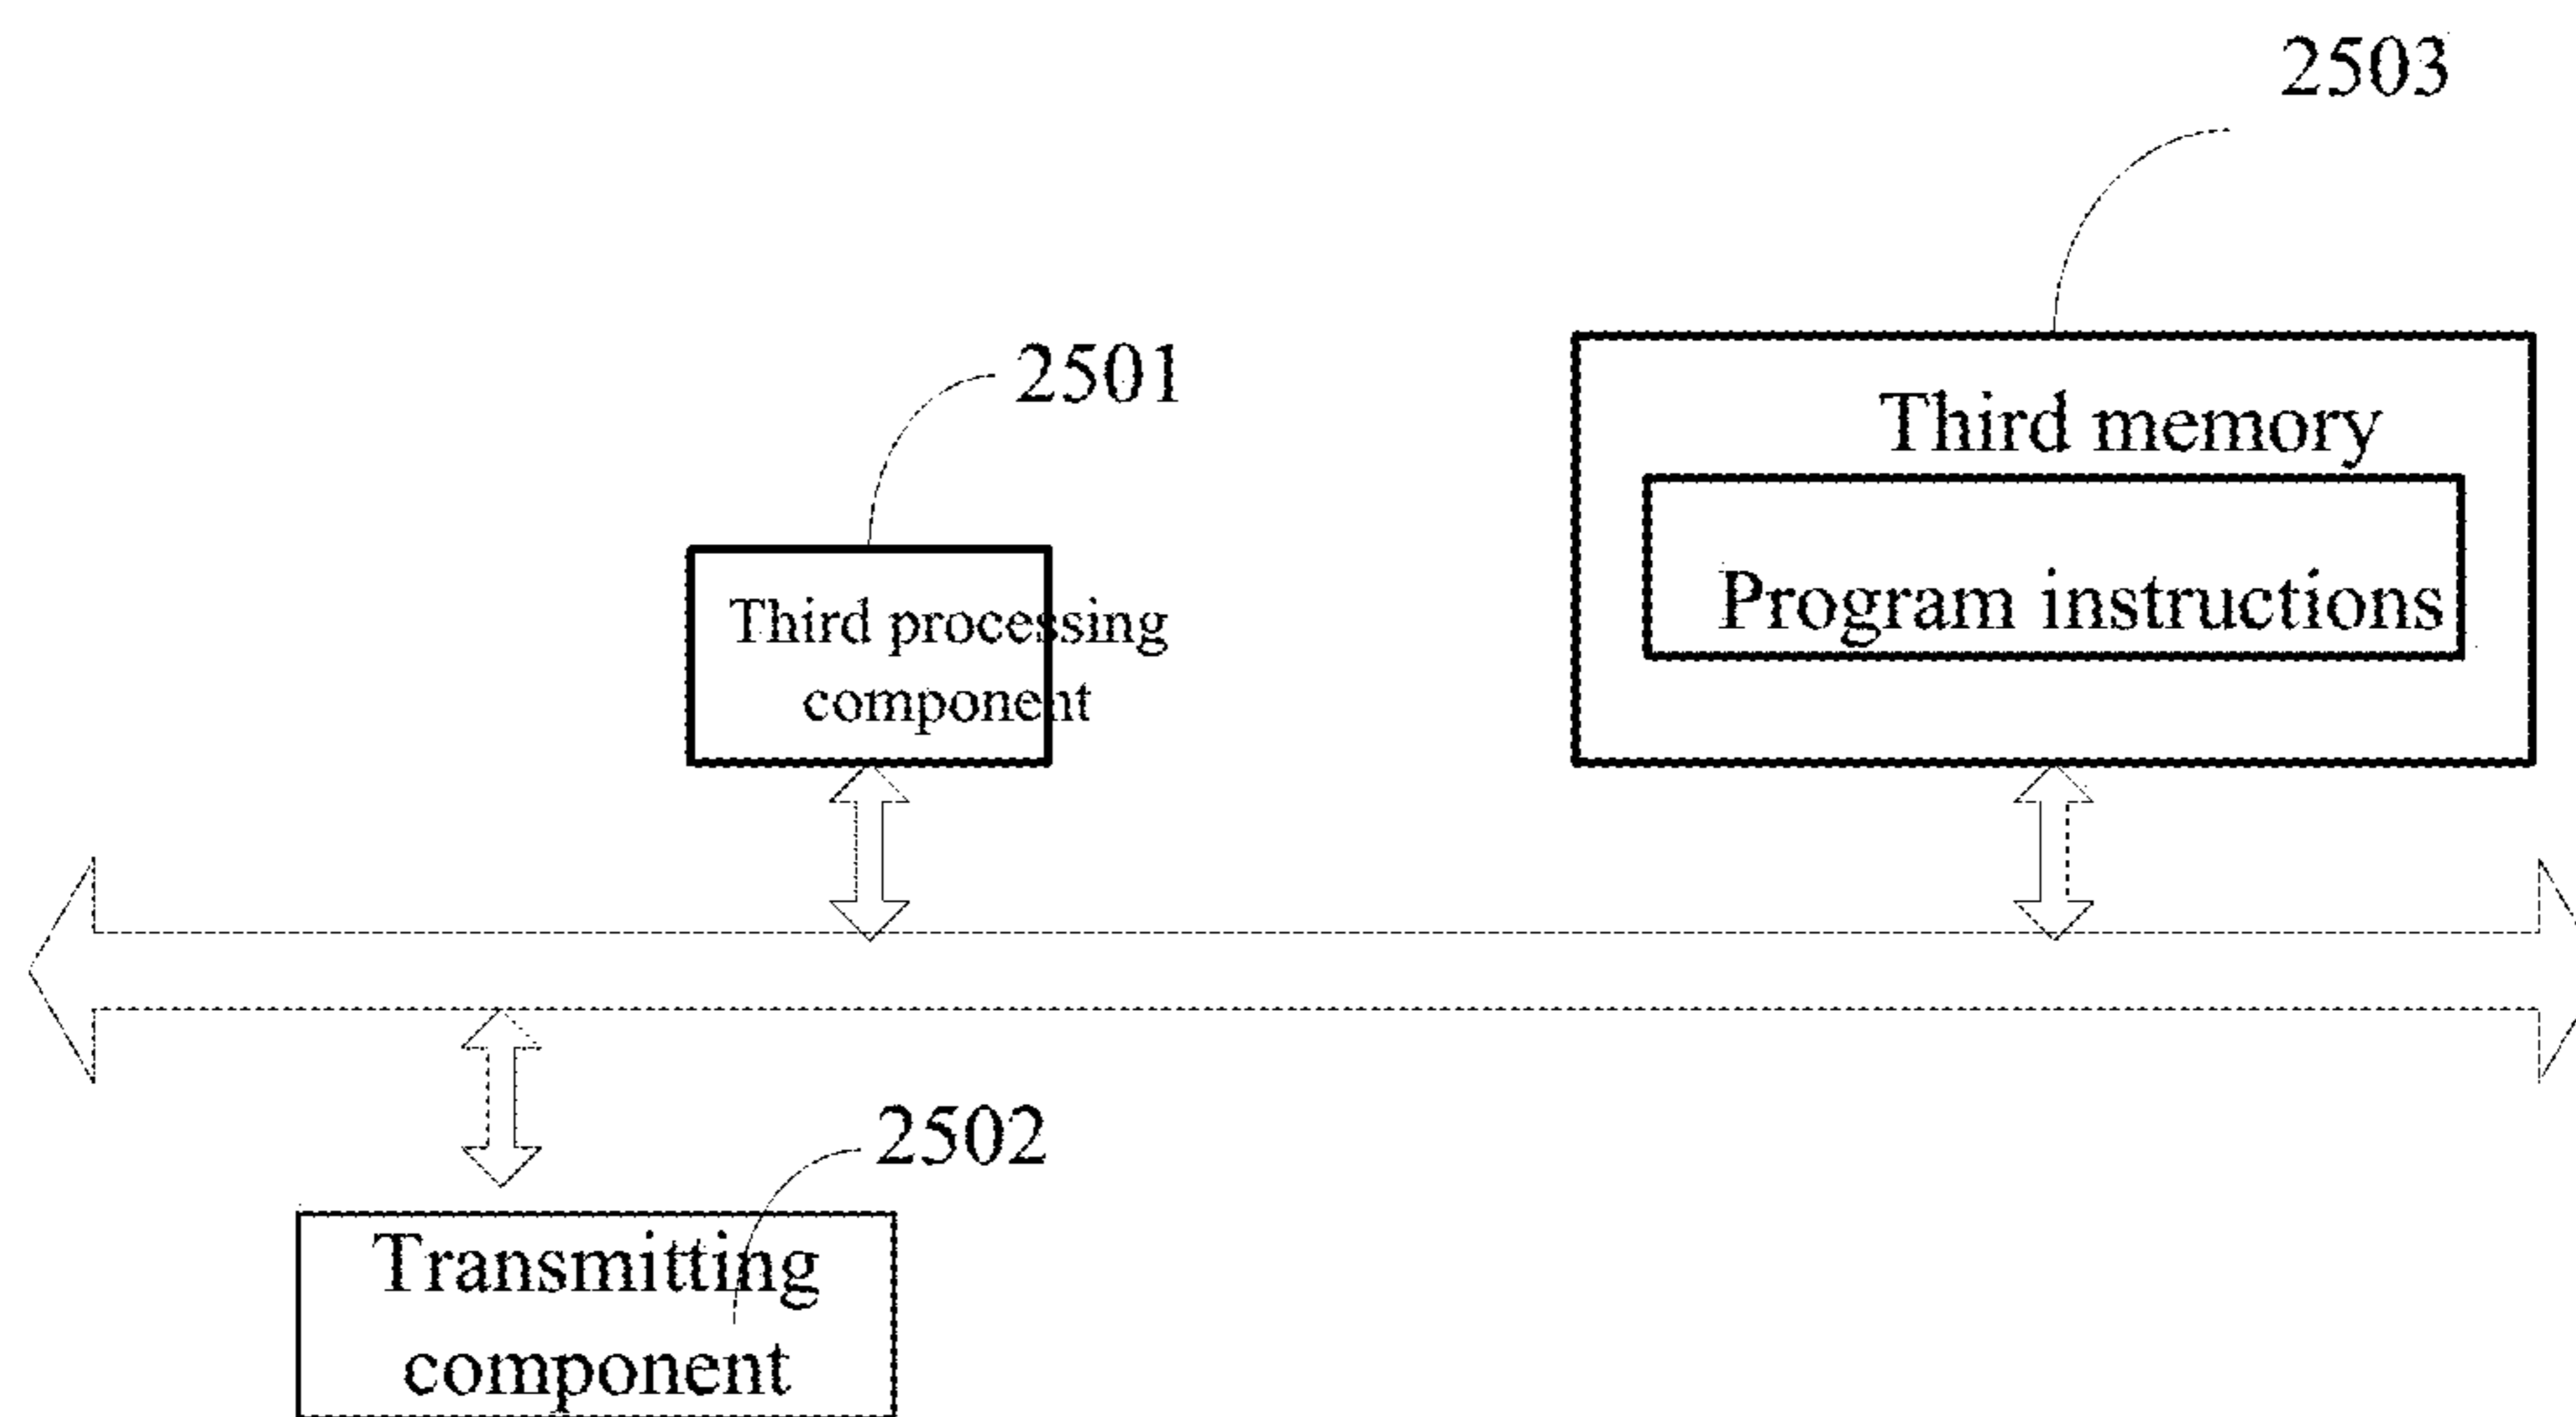 2503
2501
Third memory
Program instructions
Third processing
component
2502
Transmitting
component